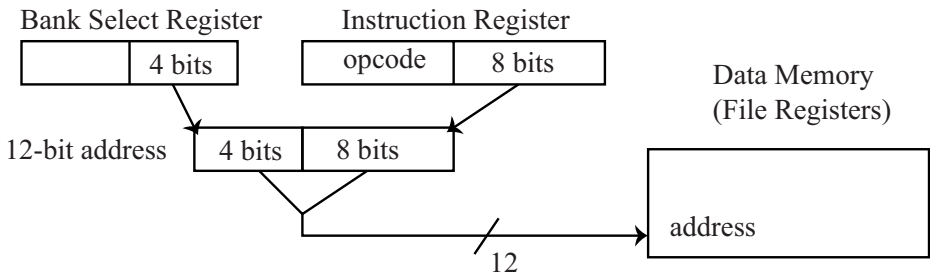 Bank Select Register
Instruction Register
4 bits
opcode
8 bits
Data Memory
(File Registers)
12-bit address
4 bits
8 bits
address
12